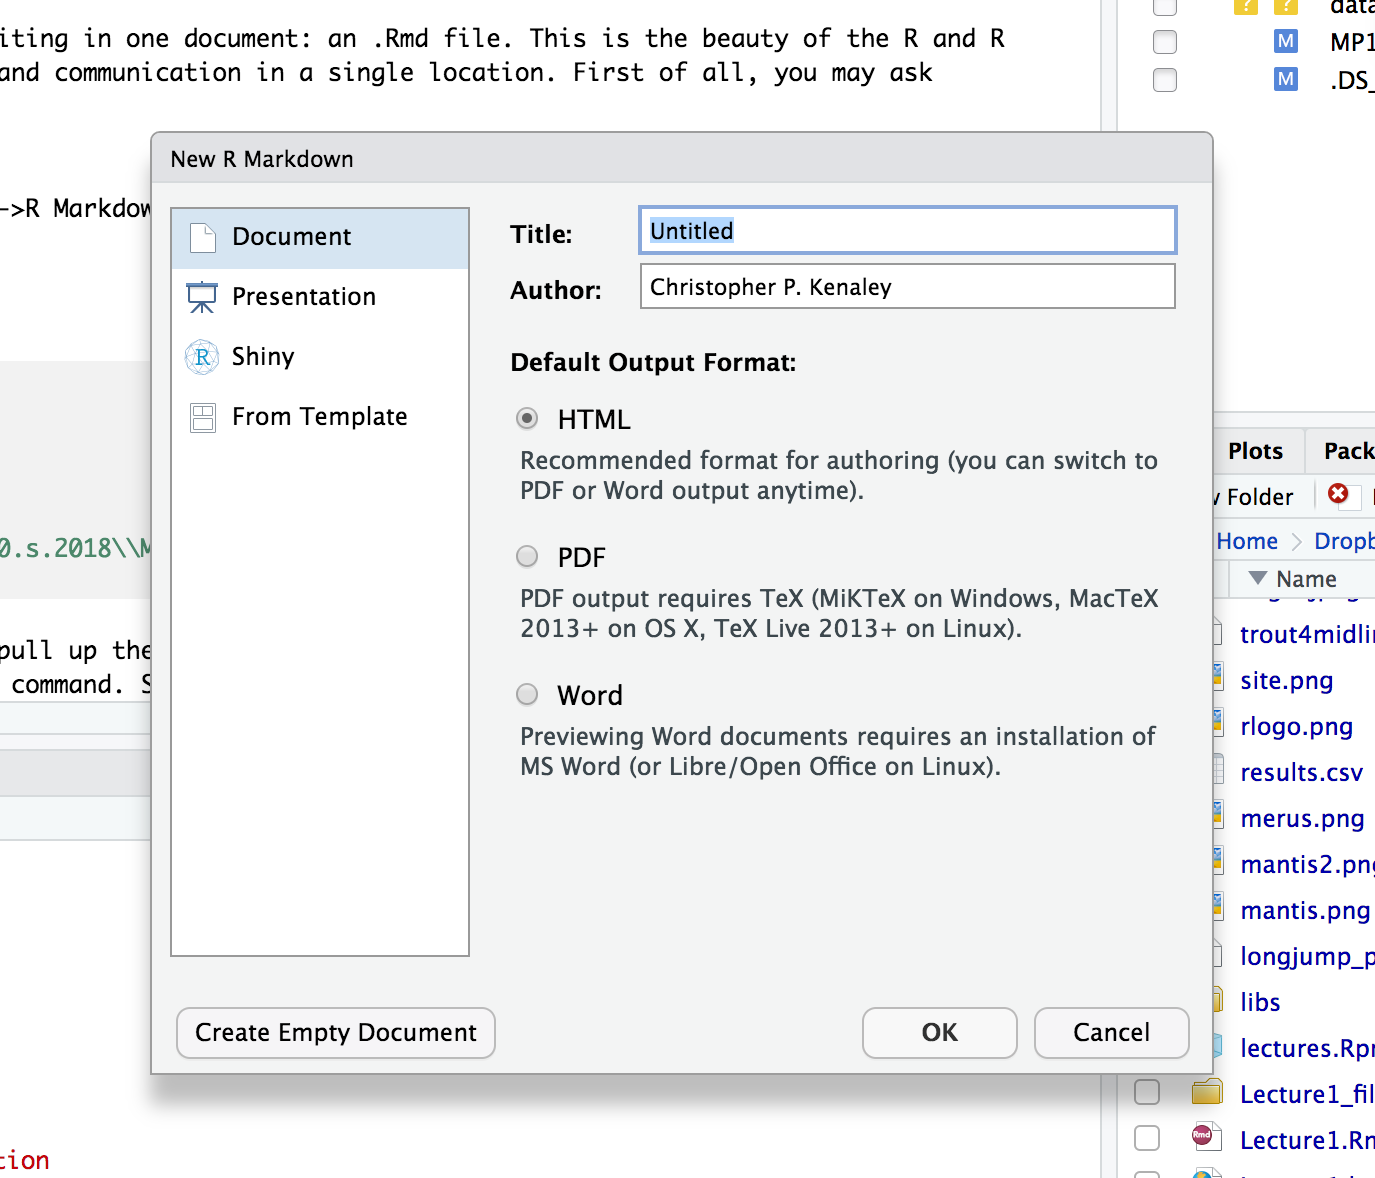 iting in one document: an .Rmd file. This is the beauty of the R and R
and communication in a single location. First of all, you may ask
->R Markdow
0.s.2018\\M
pull up the
command. S
tion
New R Markdown
Document
Presentation
Shiny
From Template
Title: Untitled
Author: Christopher P. Kenaley
Default Output Format:
HTML
Recommended format for authoring (you can switch to
PDF or Word output anytime).
PDF
PDF output requires TeX (MiKTeX on Windows, MacTeX
2013+ on OS X, TeX Live 2013+ on Linux).
Word
Previewing Word documents requires an installation of
MS Word (or Libre/Open Office on Linux).
Create Empty Document
OK
Cancel
? ? data
M MP1
M .DS_
Plots Pack
Folder
Home Dropb
Name
trout4midli
site.png
rlogo.png
results.csv
merus.png
mantis2.png
mantis.png
longjump_p
libs
lectures.Rpr
Lecture1_fil
Lecture1.Rm